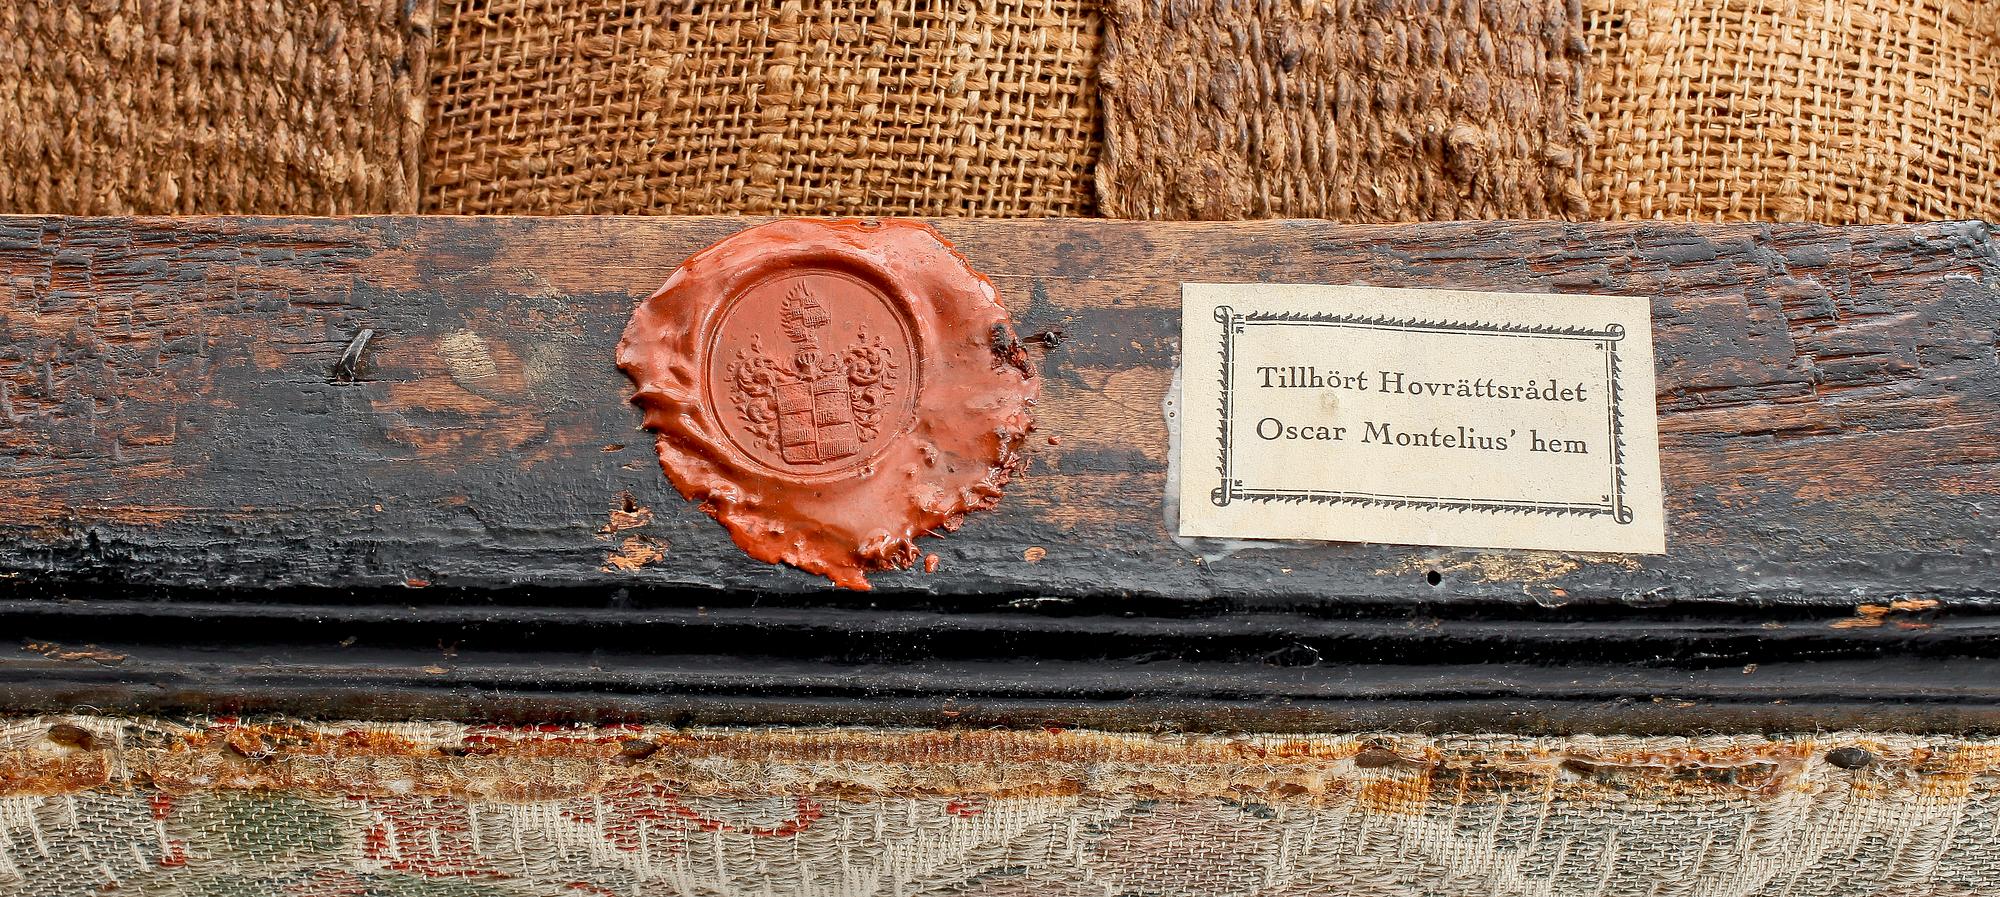 Tillhört Hovrättsrådet
Oscar Montelius' hem